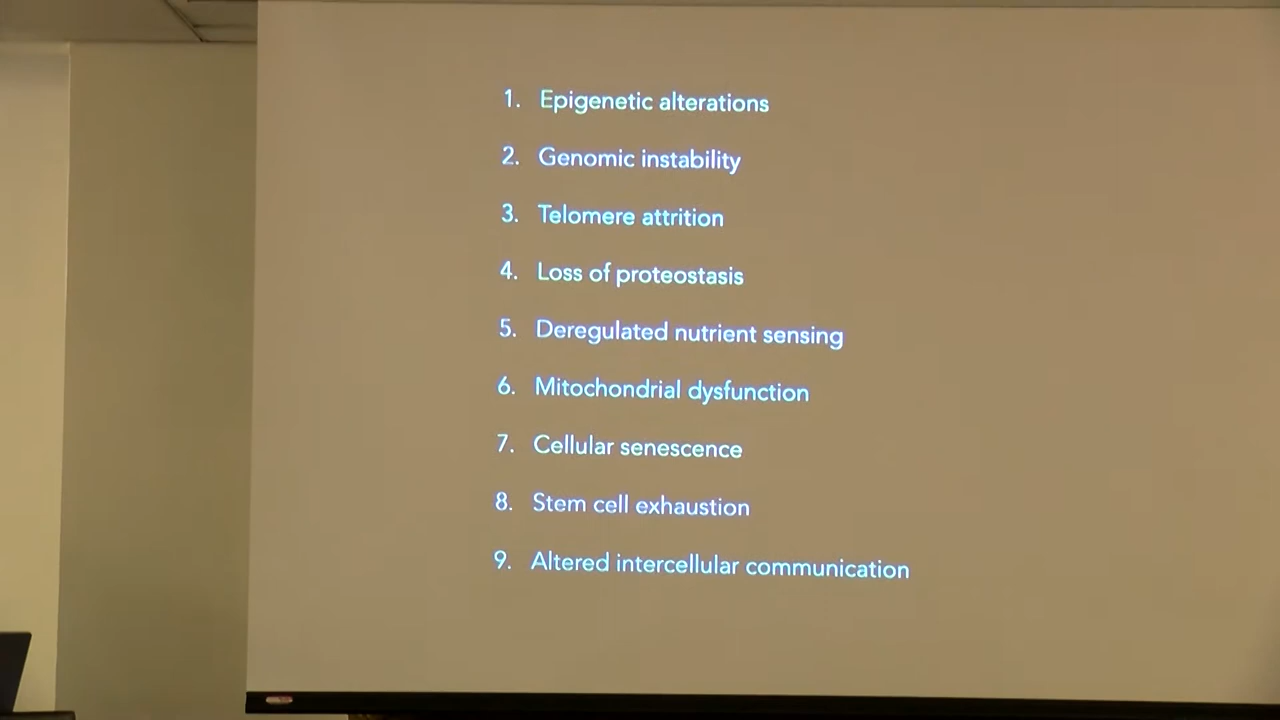 1. Epigenetic alterations
2. Genomic instability
3. Telomere attrition
4. Loss of proteostasis
5. Deregulated nutrient sensing
6. Mitochondrial dysfunction
7. Cellular senescence
8. Stem cell exhaustion
9. Altered intercellular communication